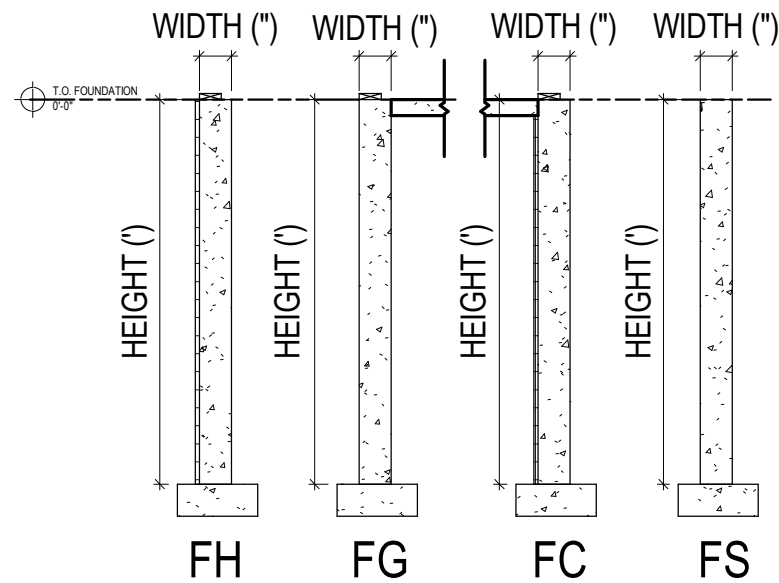 WIDTH (") WIDTH (") WIDTH (") WIDTH (")
T.O. FOUNDATION
0'-0"
HEIGHT (') HEIGHT (') HEIGHT (') HEIGHT (')
FH FG FC FS